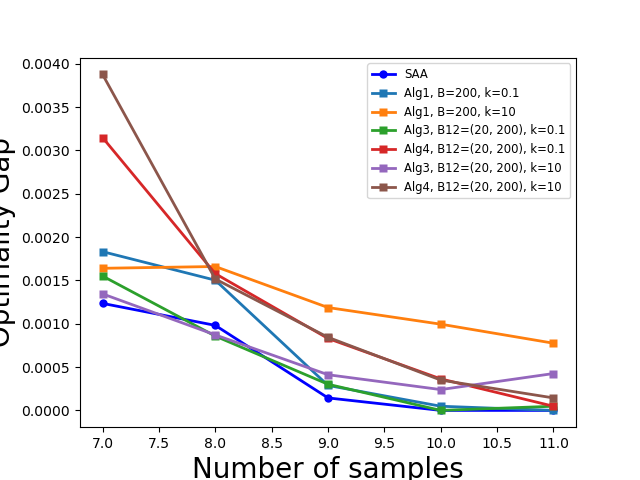 0.0040
0.0035
0.0030
0.0025
0.0020
0.0015
0.0010
0.0005
0.0000
Optimality Gap
SAA
Alg1, B=200, k=0.1
Alg1, B=200, k=10
Alg3, B12=(20, 200), k=0.1
Alg4, B12=(20, 200), k=0.1
Alg3, B12=(20, 200), k=10
Alg4, B12=(20, 200), k=10
7.0 7.5 8.0 8.5 9.0 9.5 10.0 10.5 11.0
Number of samples